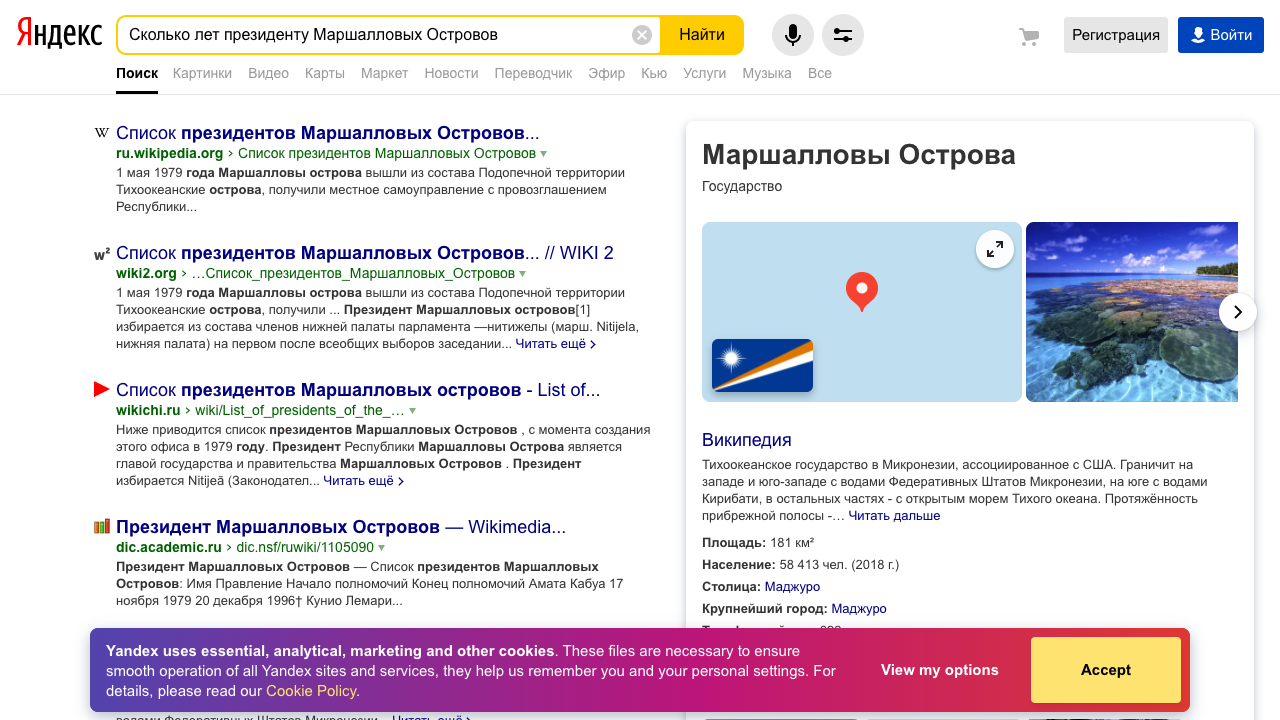 Яндекс
Сколько лет президенту Маршалловых Островов
Найти
Регистрация
Войти
Поиск Картинки Видео Карты Маркет Новости Переводчик Эфир Кью Услуги Музыка Все
Список президентов Маршалловых Островов...
ru.wikipedia.org › Список президентов Маршалловых Островов
1 мая 1979 года Маршалловы острова вышли из состава Подопечной территории
Тихоокеанские острова, получили местное самоуправление с провозглашением
Республики...
Список президентов Маршалловых Островов... // WIKI 2
wiki2.org › …Список_президентов_Маршалловых_Островов
1 мая 1979 года Маршалловы острова вышли из состава Подопечной территории
Тихоокеанские острова, получили ... Президент Маршалловых островов[1]
избирается из состава членов нижней палаты парламента —нитижелы (марш. Nitijela,
нижняя палата) на первом после всеобщих выборов заседании... Читать ещё ›
Список президентов Маршалловых островов - List of...
wikichi.ru › wiki/List_of_presidents_of_the_…
Ниже приводится список президентов Маршалловых Островов , с момента создания
этого офиса в 1979 году. Президент Республики Маршалловы Острова является
главой государства и правительства Маршалловых Островов . Президент
избирается Nitijeā (Законодател... Читать ещё ›
Президент Маршалловых Островов — Wikimedia...
dic.academic.ru › dic.nsf/ruwiki/1105090
Президент Маршалловых Островов — Список президентов Маршалловых
Островов: Имя Правление Начало полномочий Конец полномочий Амата Кабуа 17
ноября 1979 20 декабря 1996† Кунио Лемари...
Маршалловы Острова
Государство
Википедия
Тихоокеанское государство в Микронезии, ассоциированное с США. Граничит на
западе и юго-западе с водами Федеративных Штатов Микронезии, на юге с водами
Кирибати, в остальных частях - с открытым морем Тихого океана. Протяжённость
прибрежной полосы -… Читать дальше
Площадь: 181 км²
Население: 58 413 чел. (2018 г.)
Столица: Маджуро
Крупнейший город: Маджуро
Yandex uses essential, analytical, marketing and other cookies. These files are necessary to ensure
smooth operation of all Yandex sites and services, they help us remember you and your personal settings. For
details, please read our Cookie Policy.
View my options
Accept